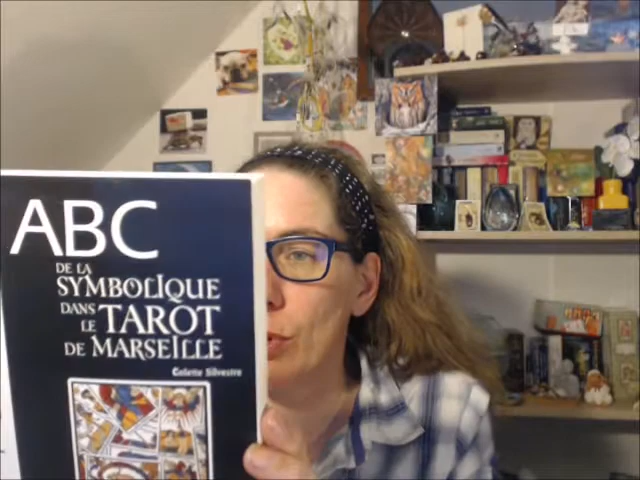 ABC
DE LA
SYMBOLIQUE
DANS
LE TAROT
DE MARSEILLE
Colette Silvestre